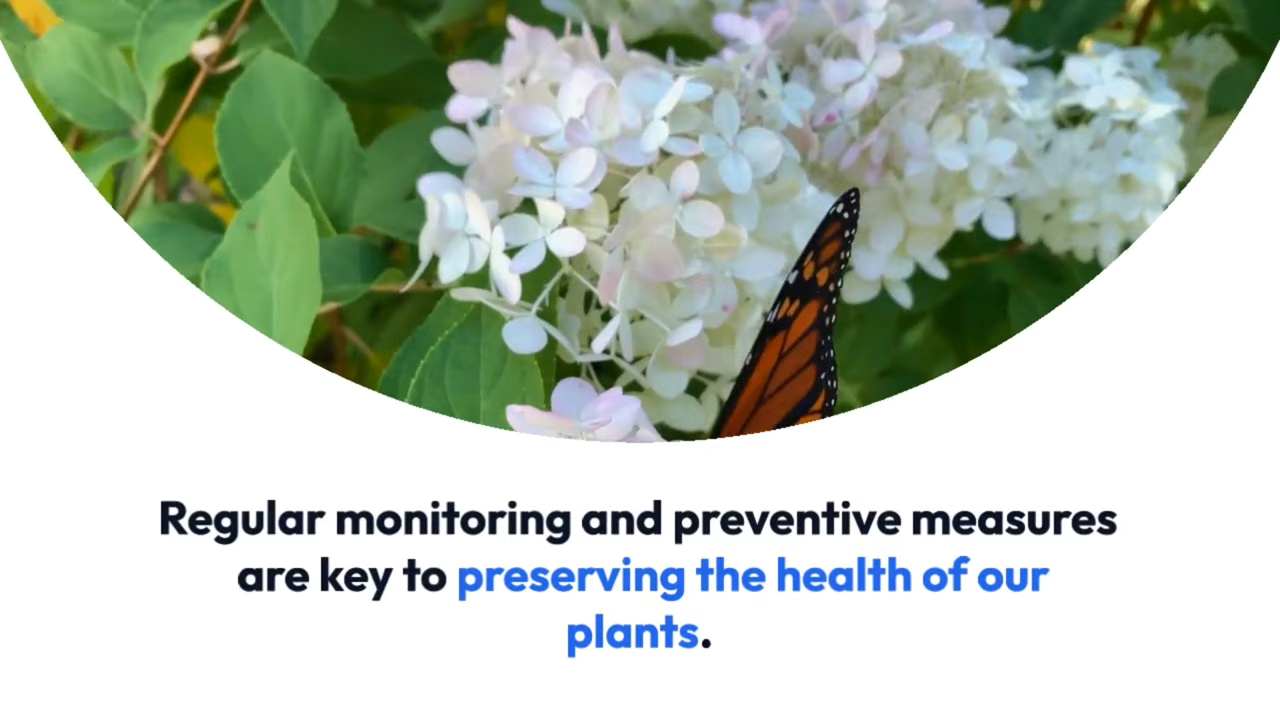 Regular monitoring and preventive measures
are key to preserving the health of our
plants.